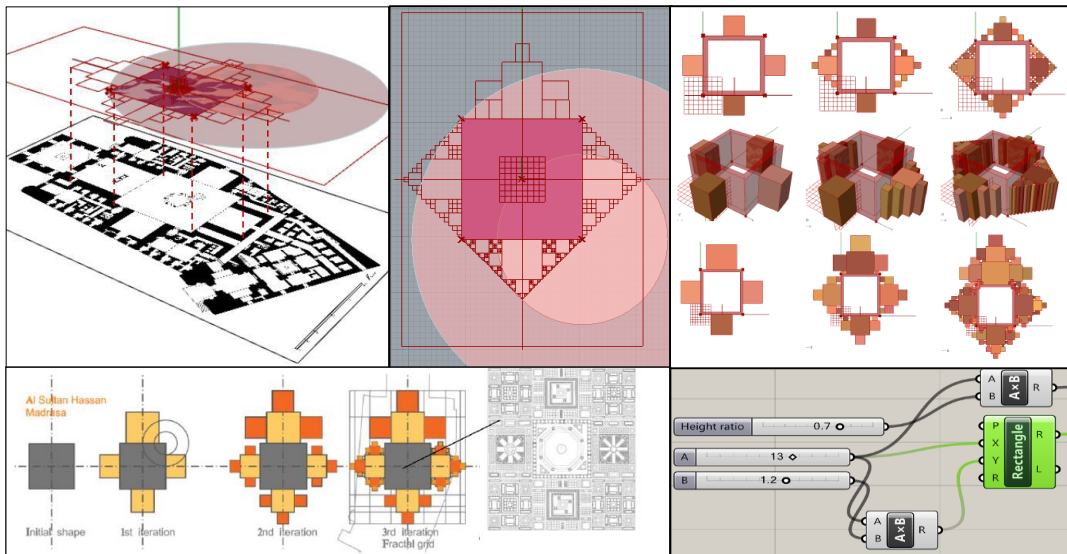 Al Sultan Hassan
Madrasa
Initial shape
1st iteration
2nd iteration
3rd iteration
Fractal grid
Height ratio
0.7
A
13
B
1.2
A
B
A×B
R
P
X
Y
R
Rectangle
R
L
A
B
A×B
R